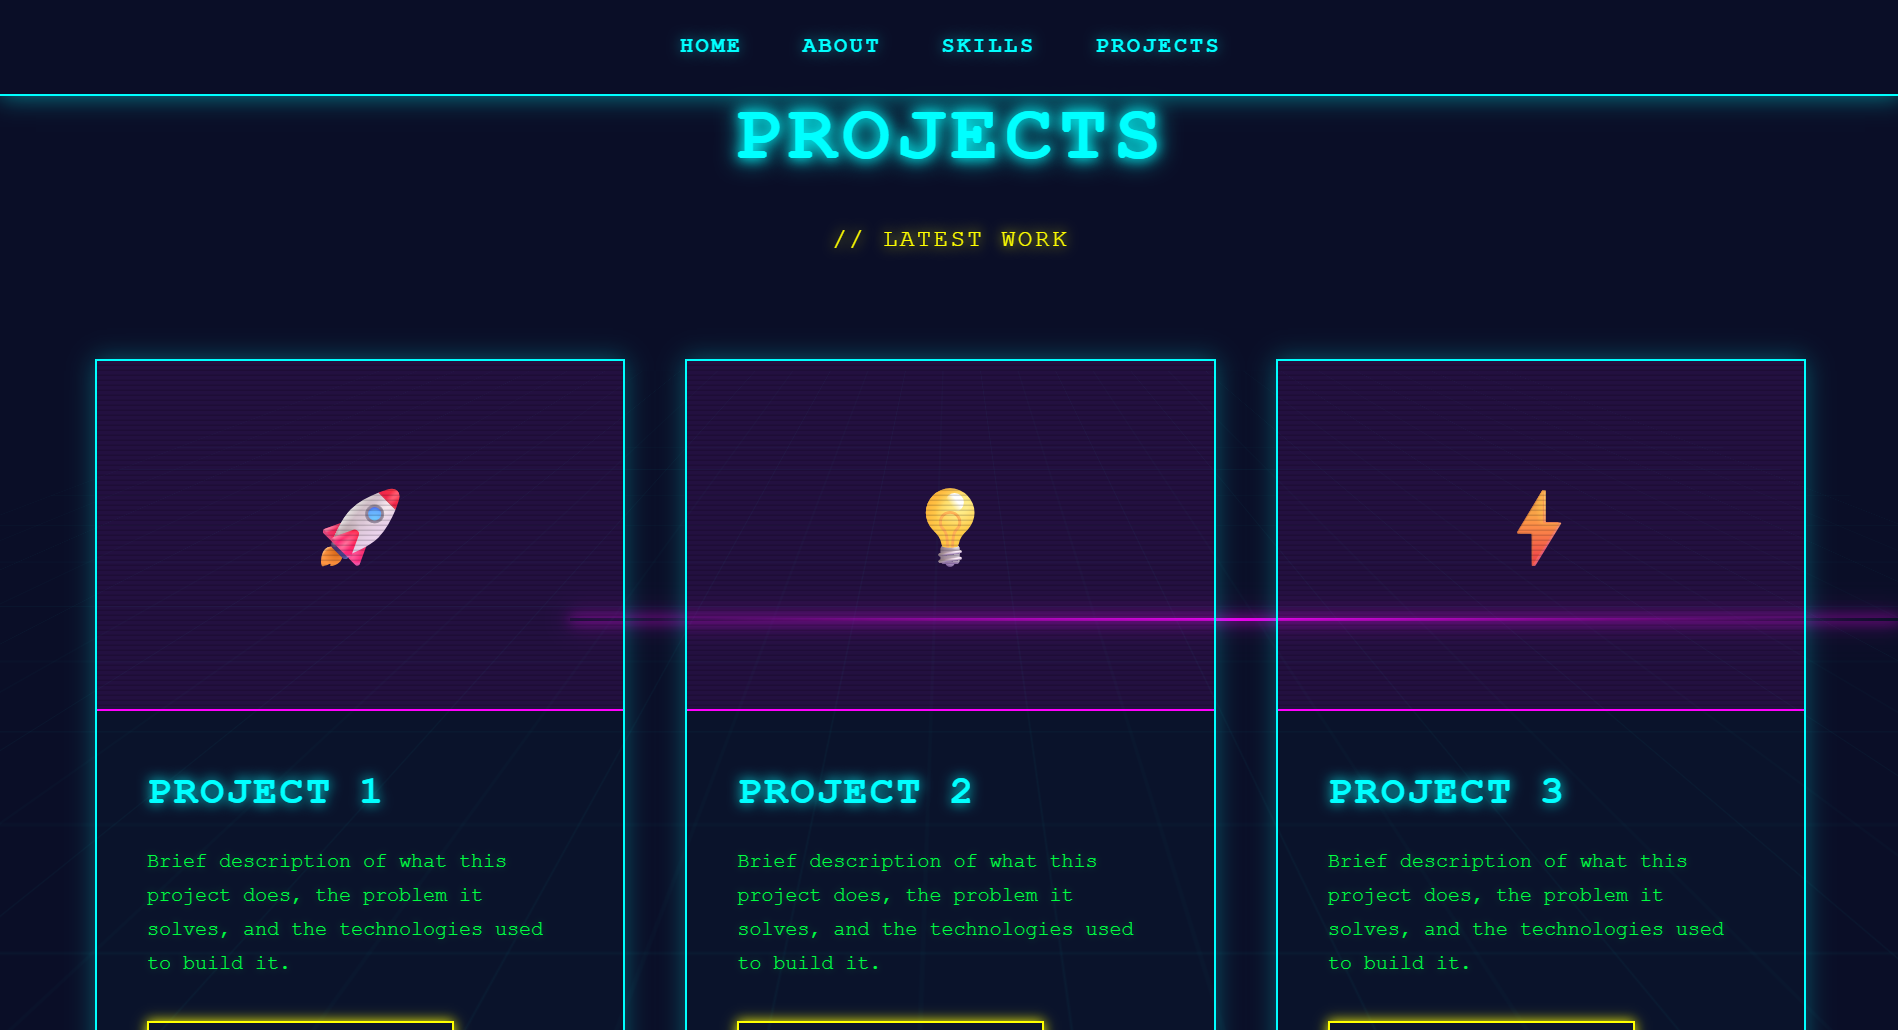 HOME ABOUT SKILLS PROJECTS
PROJECTS
// LATEST WORK
PROJECT 1
Brief description of what this
project does, the problem it
solves, and the technologies used
to build it.
PROJECT 2
Brief description of what this
project does, the problem it
solves, and the technologies used
to build it.
PROJECT 3
Brief description of what this
project does, the problem it
solves, and the technologies used
to build it.